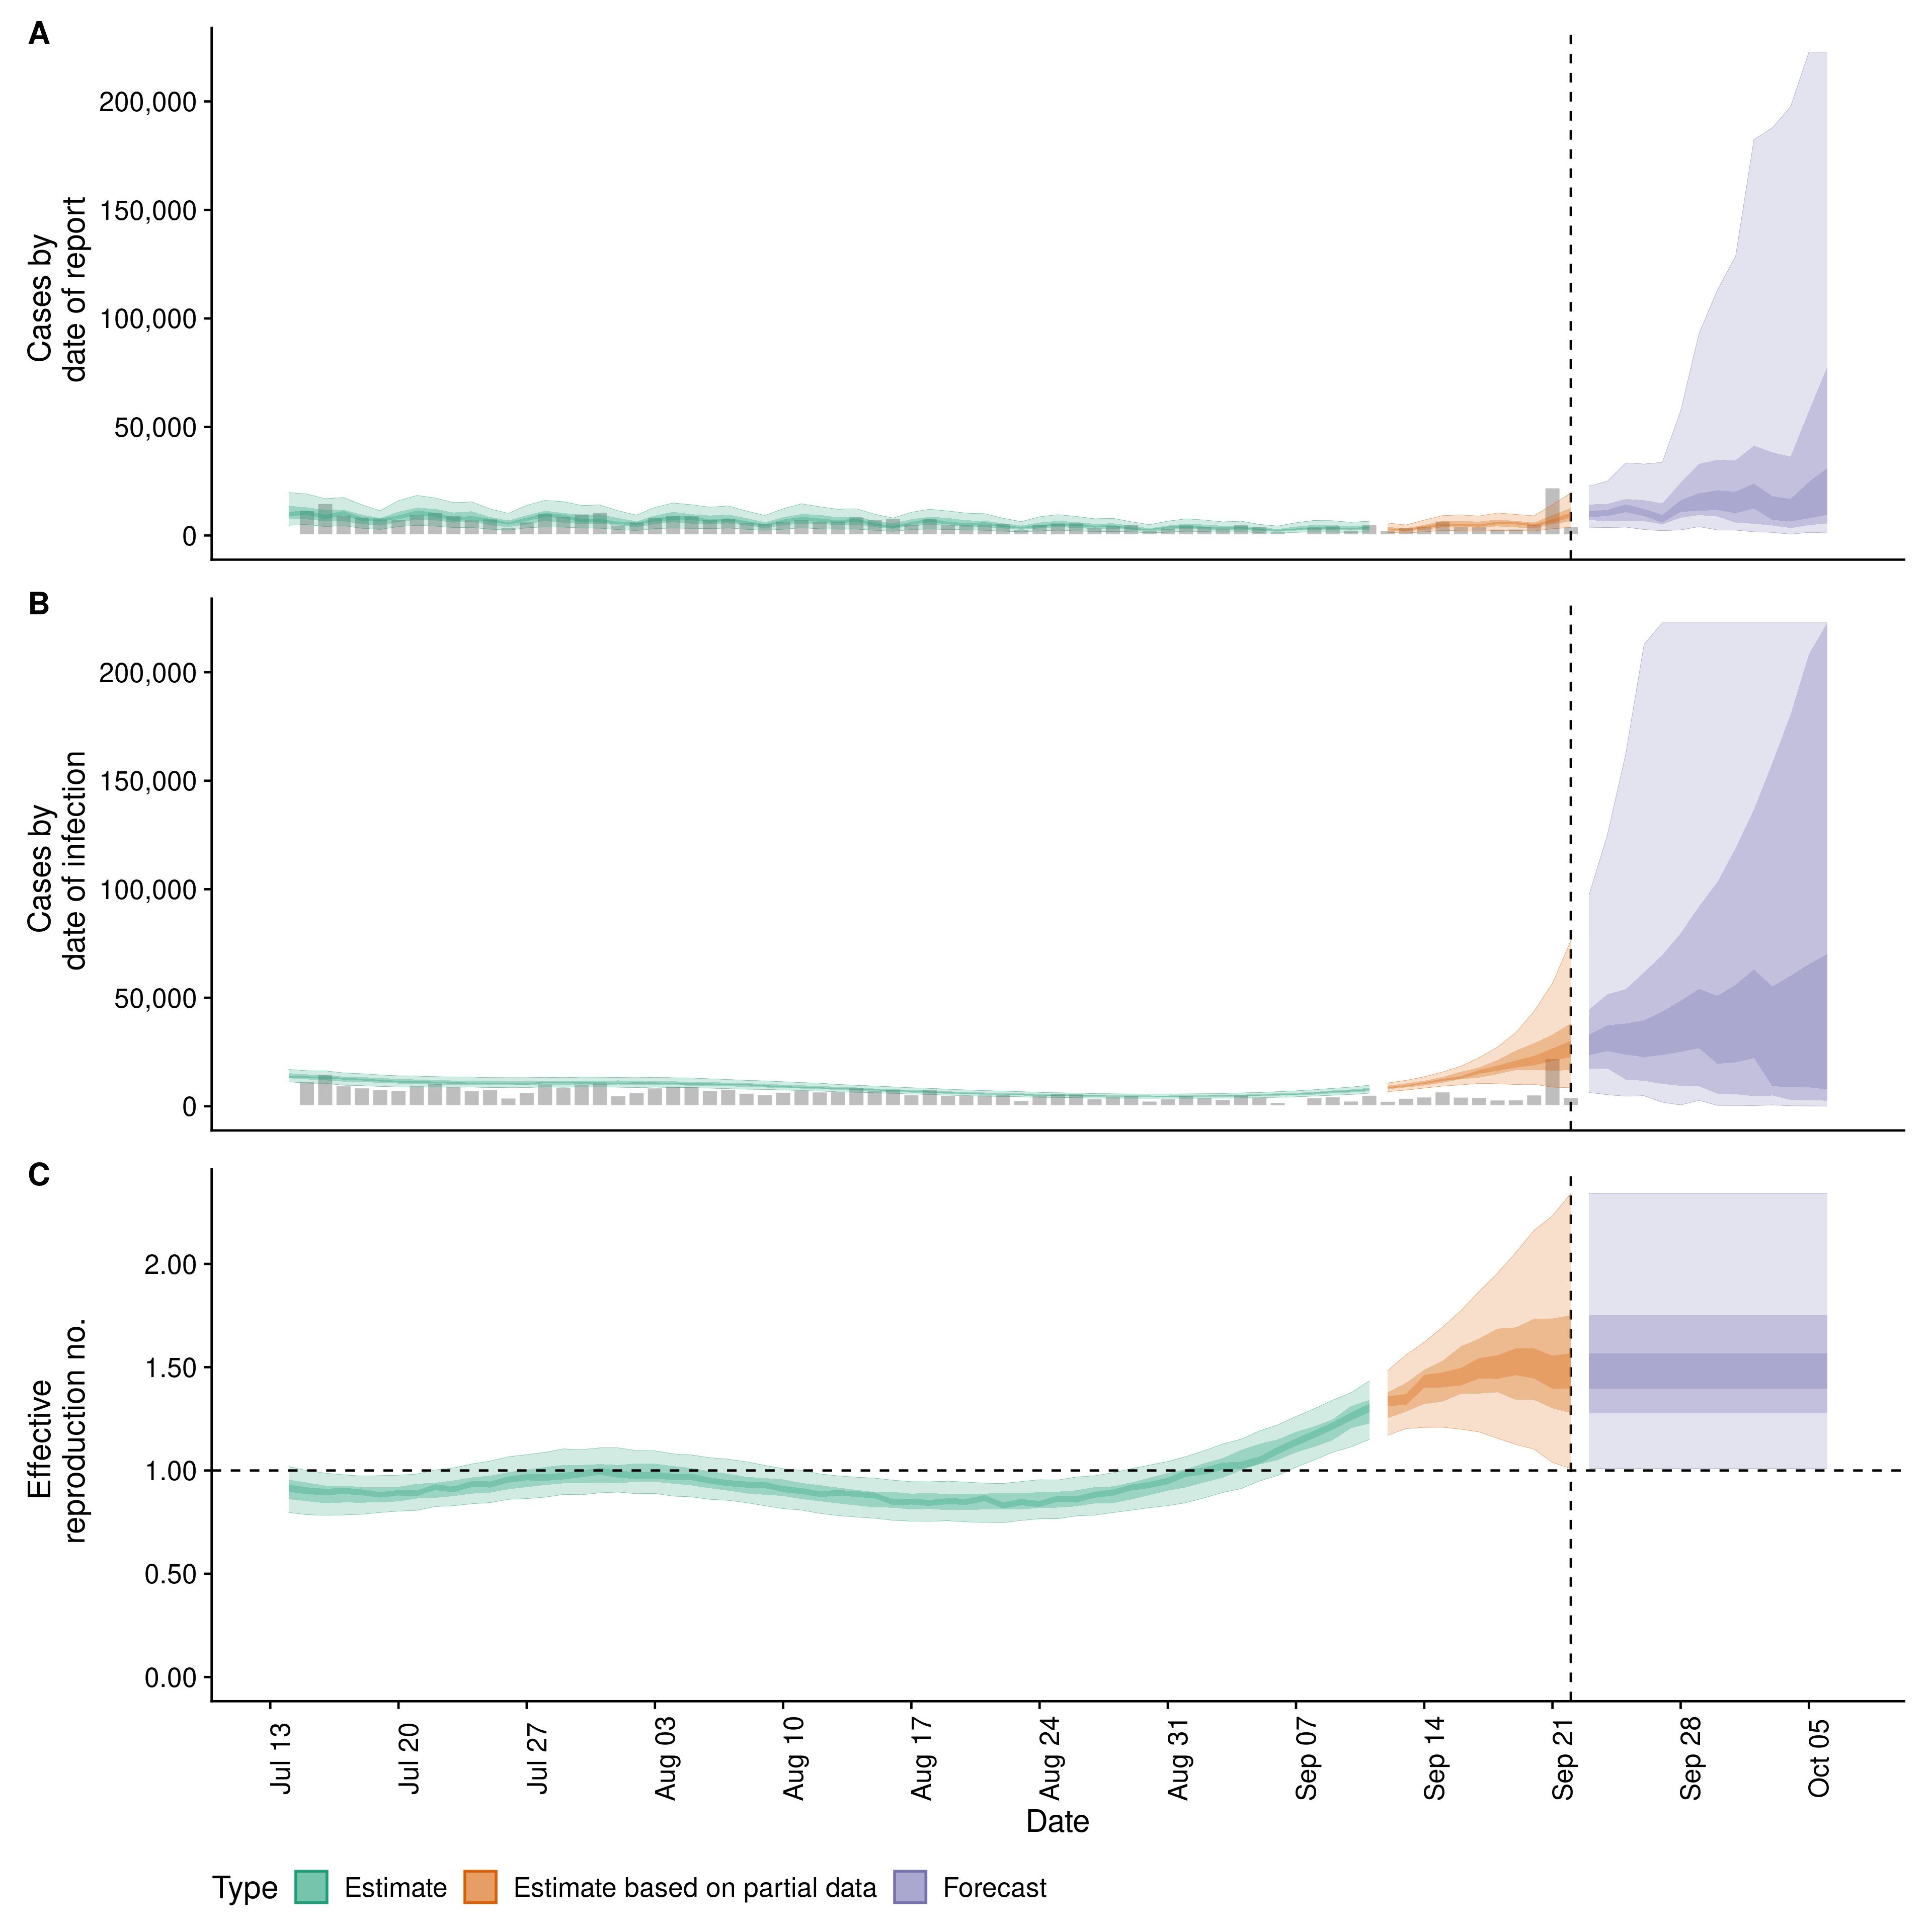 A
Cases by
date of report
200,000
150,000
100,000
50,000
0
B
Cases by
date of infection
200,000
150,000
100,000
50,000
0
C
Effective
reproduction no.
2.00
1.50
1.00
0.50
0.00
Jul 13
Jul 20
Jul 27
Aug 03
Aug 10
Aug 17
Aug 24
Aug 31
Sep 07
Sep 14
Sep 21
Sep 28
Oct 05
Date
Type Estimate Estimate based on partial data Forecast